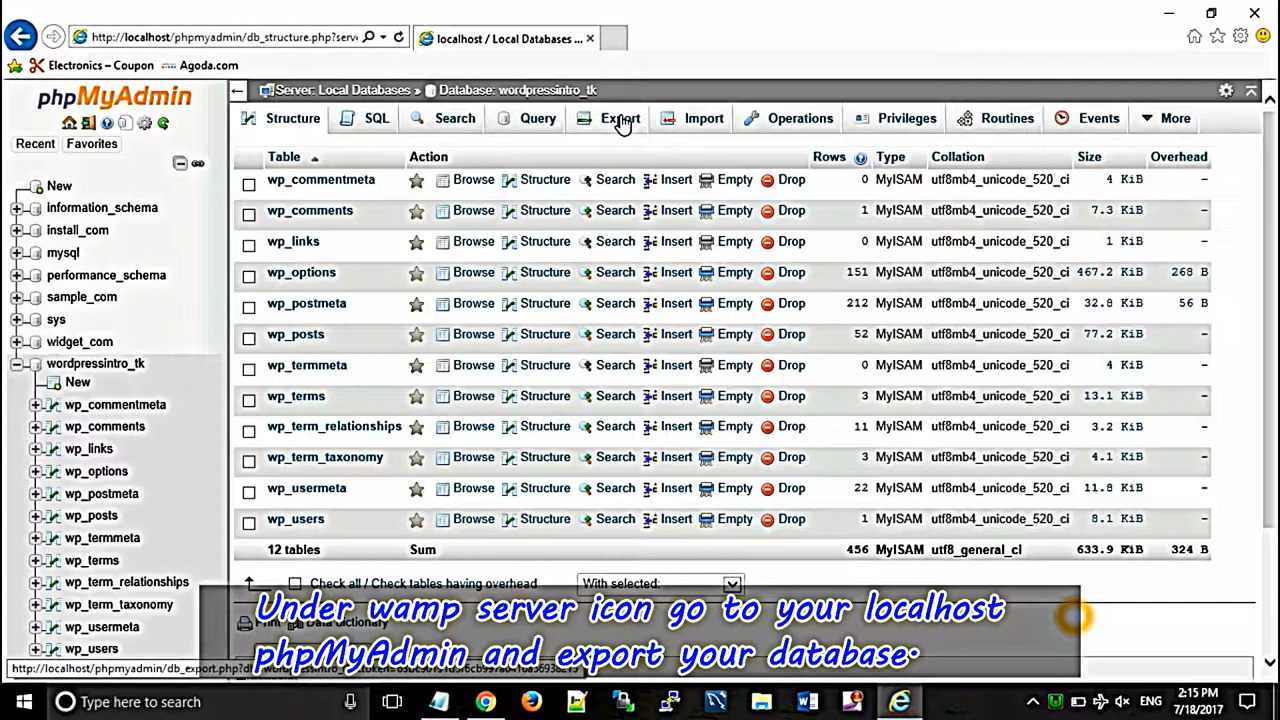 http://localhost/phpmyadmin/db_structure.php?serve
localhost / Local Databases ...
Electronics – Coupon
Agoda.com
phpMyAdmin
Recent
Favorites
New
information_schema
install_com
mysql
performance_schema
sample_com
sys
widget_com
wordpressintro_tk
New
wp_commentmeta
wp_comments
wp_links
wp_options
wp_postmeta
wp_posts
wp_termmeta
wp_terms
wp_term_relationships
wp_term_taxonomy
wp_usermeta
wp_users
Server: Local Databases » Database: wordpressintro_tk
Structure SQL Search Query Export Import Operations Privileges Routines Events More
Table Action Rows Type Collation Size Overhead
wp_commentmeta Browse Structure Search Insert Empty Drop 0 MyISAM utf8mb4_unicode_520_ci 4 KiB -
wp_comments Browse Structure Search Insert Empty Drop 1 MyISAM utf8mb4_unicode_520_ci 7.3 KiB -
wp_links Browse Structure Search Insert Empty Drop 0 MyISAM utf8mb4_unicode_520_ci 1 KiB -
wp_options Browse Structure Search Insert Empty Drop 151 MyISAM utf8mb4_unicode_520_ci 467.2 KiB 268 B
wp_postmeta Browse Structure Search Insert Empty Drop 212 MyISAM utf8mb4_unicode_520_ci 32.8 KiB 56 B
wp_posts Browse Structure Search Insert Empty Drop 52 MyISAM utf8mb4_unicode_520_ci 77.2 KiB -
wp_termmeta Browse Structure Search Insert Empty Drop 0 MyISAM utf8mb4_unicode_520_ci 4 KiB -
wp_terms Browse Structure Search Insert Empty Drop 3 MyISAM utf8mb4_unicode_520_ci 13.1 KiB -
wp_term_relationships Browse Structure Search Insert Empty Drop 11 MyISAM utf8mb4_unicode_520_ci 3.2 KiB -
wp_term_taxonomy Browse Structure Search Insert Empty Drop 3 MyISAM utf8mb4_unicode_520_ci 4.1 KiB -
wp_usermeta Browse Structure Search Insert Empty Drop 22 MyISAM utf8mb4_unicode_520_ci 11.8 KiB -
wp_users Browse Structure Search Insert Empty Drop 1 MyISAM utf8mb4_unicode_520_ci 8.1 KiB -
12 tables Sum 456 MyISAM utf8_general_ci 633.9 KiB 324 B
Check all / Check tables having overhead With selected:
Print Data dictionary
Under wamp server icon go to your localhost
phpMyAdmin and export your database.
http://localhost/phpmyadmin/db_export.php?
Type here to search
ENG
2:15 PM
7/18/2017